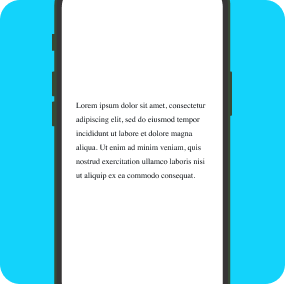 Lorem ipsum dolor sit amet, consectetur
adipiscing elit, sed do eiusmod tempor
incididunt ut labore et dolore magna
aliqua. Ut enim ad minim veniam, quis
nostrud exercitation ullamco laboris nisi
ut aliquip ex ea commodo consequat.